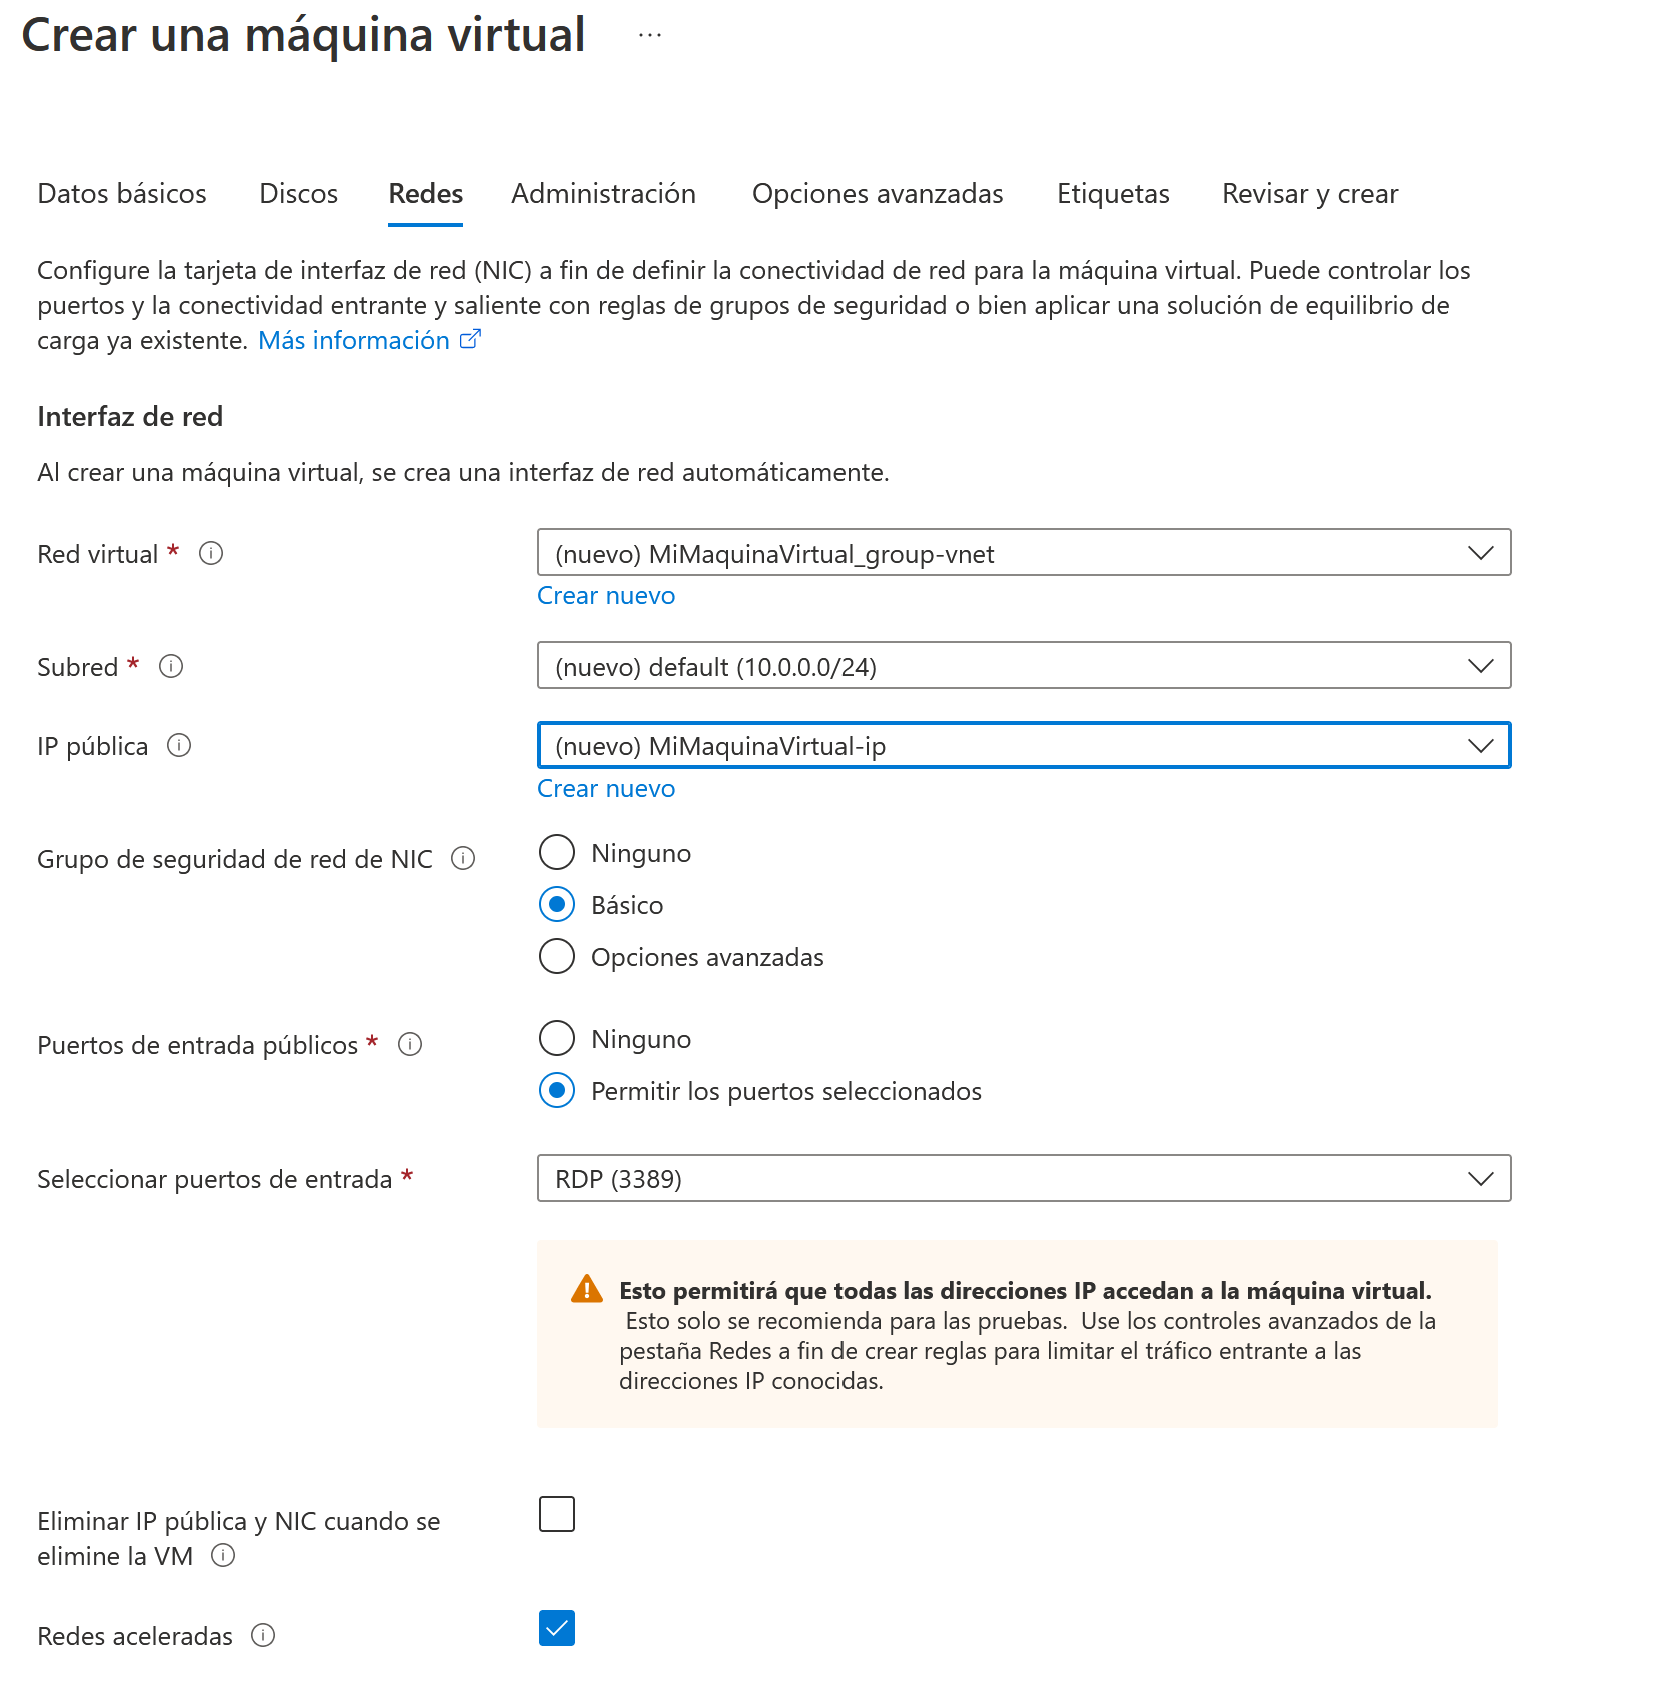 Crear una máquina virtual ...
Datos básicos Discos Redes Administración Opciones avanzadas Etiquetas Revisar y crear
Configure la tarjeta de interfaz de red (NIC) a fin de definir la conectividad de red para la máquina virtual. Puede controlar los
puertos y la conectividad entrante y saliente con reglas de grupos de seguridad o bien aplicar una solución de equilibrio de
carga ya existente. Más información
Interfaz de red
Al crear una máquina virtual, se crea una interfaz de red automáticamente.
Red virtual * (nuevo) MiMaquinaVirtual_group-vnet
Crear nuevo
Subred * (nuevo) default (10.0.0.0/24)
IP pública (nuevo) MiMaquinaVirtual-ip
Crear nuevo
Grupo de seguridad de red de NIC Ninguno
Básico
Opciones avanzadas
Puertos de entrada públicos * Ninguno
Permitir los puertos seleccionados
Seleccionar puertos de entrada * RDP (3389)
Esto permitirá que todas las direcciones IP accedan a la máquina virtual.
Esto solo se recomienda para las pruebas. Use los controles avanzados de la
pestaña Redes a fin de crear reglas para limitar el tráfico entrante a las
direcciones IP conocidas.
Eliminar IP pública y NIC cuando se
elimine la VM
Redes aceleradas